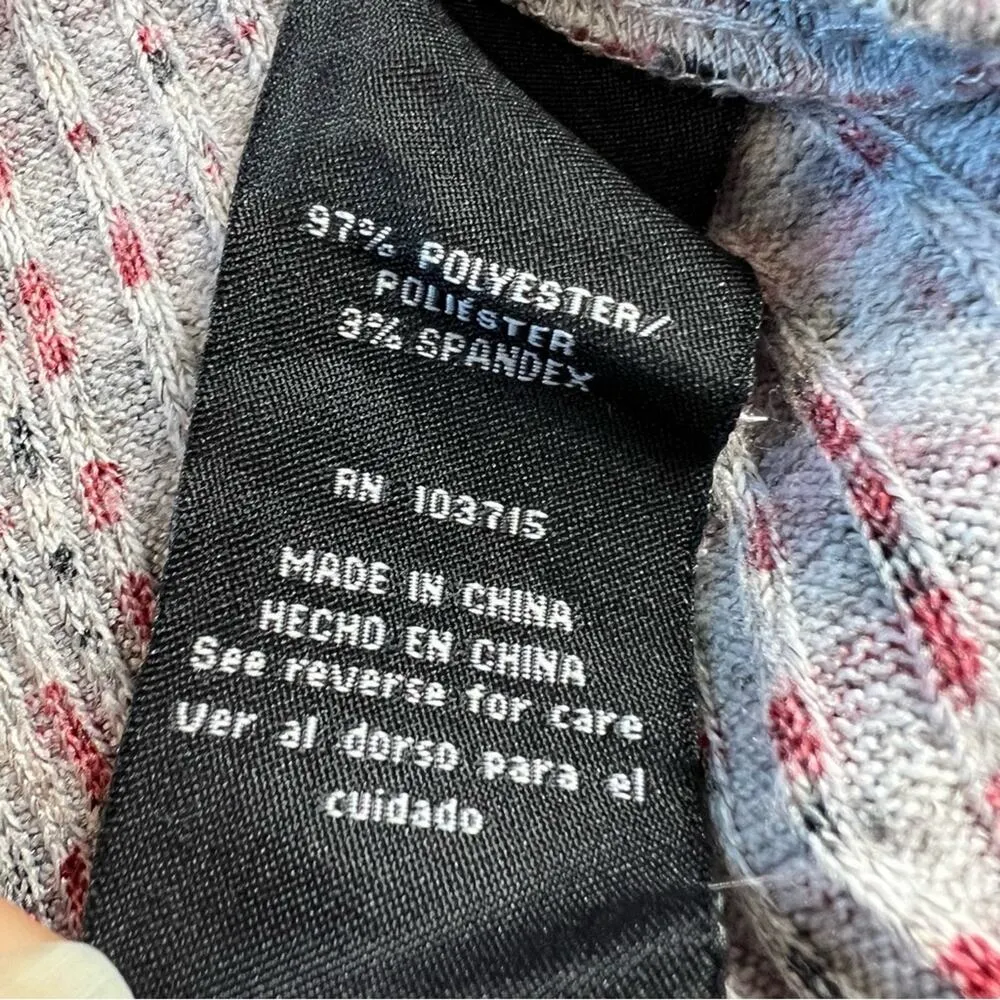 97% POLYESTER/
POLIÉSTER
3% SPANDEX
RN 103715
MADE IN CHINA
HECHO EN CHINA
See reverse for care
Ver al dorso para el
cuidado